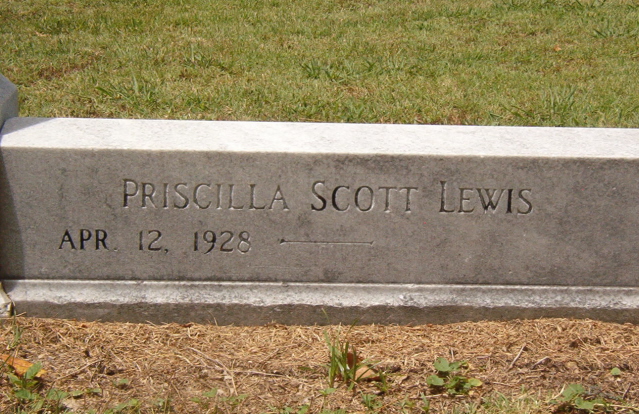 PRISCILLA SCOTT LEWIS
APR. 12, 1928 —